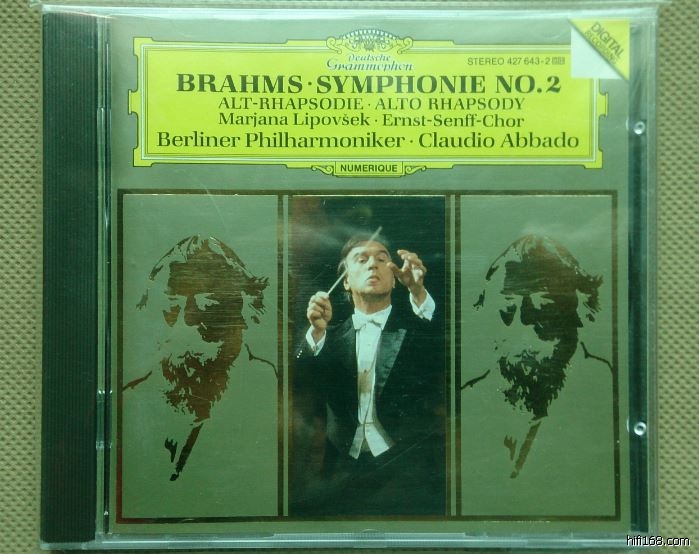 Deutsche
Grammophon
STEREO 427 643-2
DIGITAL
RECORDING
BRAHMS · SYMPHONIE NO. 2
ALT-RHAPSODIE · ALTO RHAPSODY
Marjana Lipovšek · Ernst-Senff-Chor
Berliner Philharmoniker · Claudio Abbado
NUMERIQUE
hifi168.com